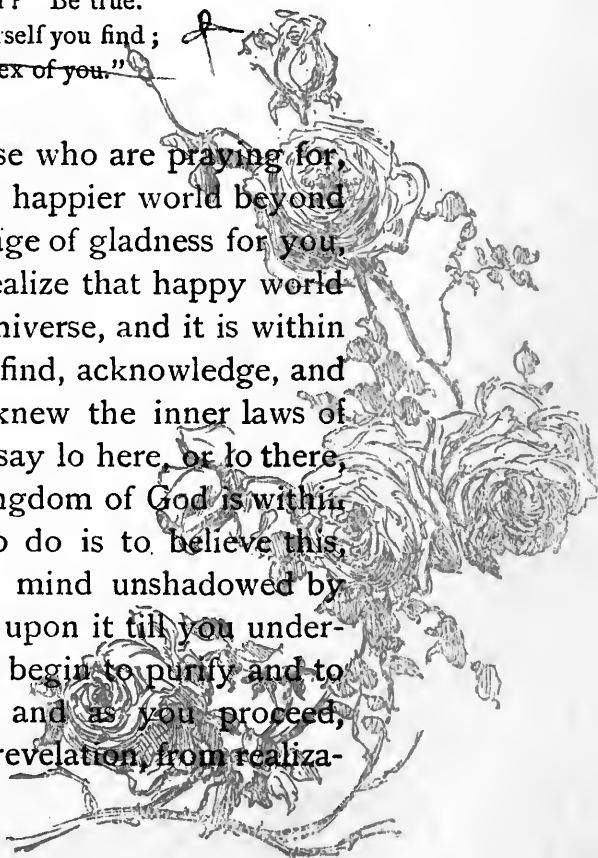 Be true.
self you find ;
ex of you."
se who are praying for,
happier world beyond
age of gladness for you,
ealize that happy world
niverse, and it is within
find, acknowledge, and
knew the inner laws of
say lo here, or lo there,
ngdom of God is within
o do is to believe this,
mind unshadowed by
upon it till you under-
begin to purify and to
and as you proceed,
revelation, from realiza-